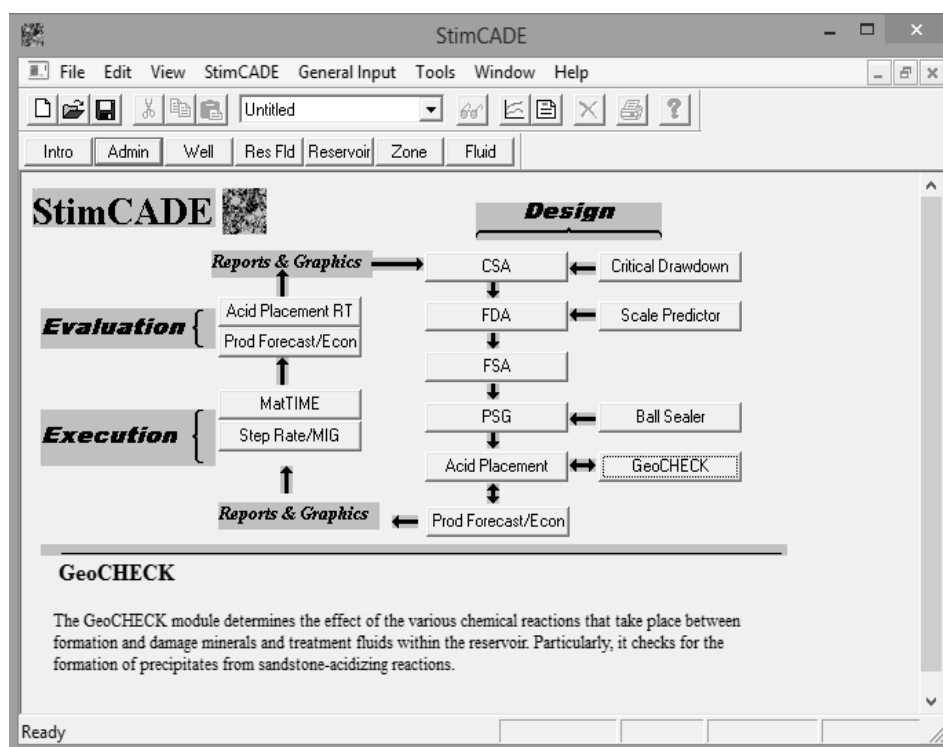 StimCADE
File Edit View StimCADE General Input Tools Window Help
Untitled
Intro Admin Well Res Fld Reservoir Zone Fluid
StimCADE
Design
Reports & Graphics
CSA
Critical Drawdown
Evaluation
Acid Placement RT
Prod Forecast/Econ
FDA
Scale Predictor
FSA
Execution
MatTIME
Step Rate/MIG
PSG
Ball Sealer
Acid Placement
GeoCHECK
Reports & Graphics
Prod Forecast/Econ
GeoCHECK
The GeoCHECK module determines the effect of the various chemical reactions that take place between
formation and damage minerals and treatment fluids within the reservoir. Particularly, it checks for the
formation of precipitates from sandstone-acidizing reactions.
Ready